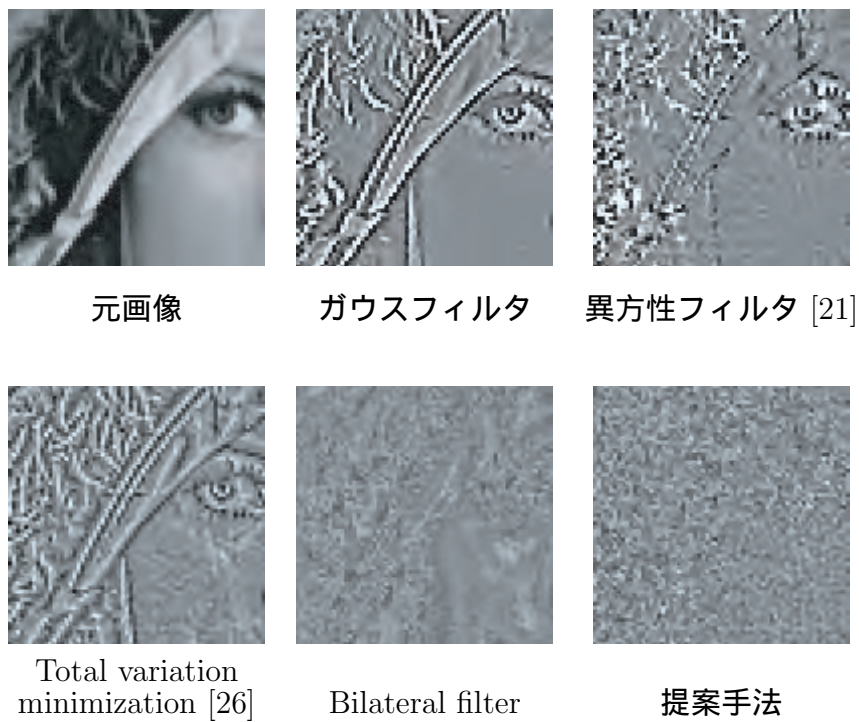 元画像
ガウスフィルタ
異方性フィルタ [21]
Total variation
minimization [26]
Bilateral filter
提案手法